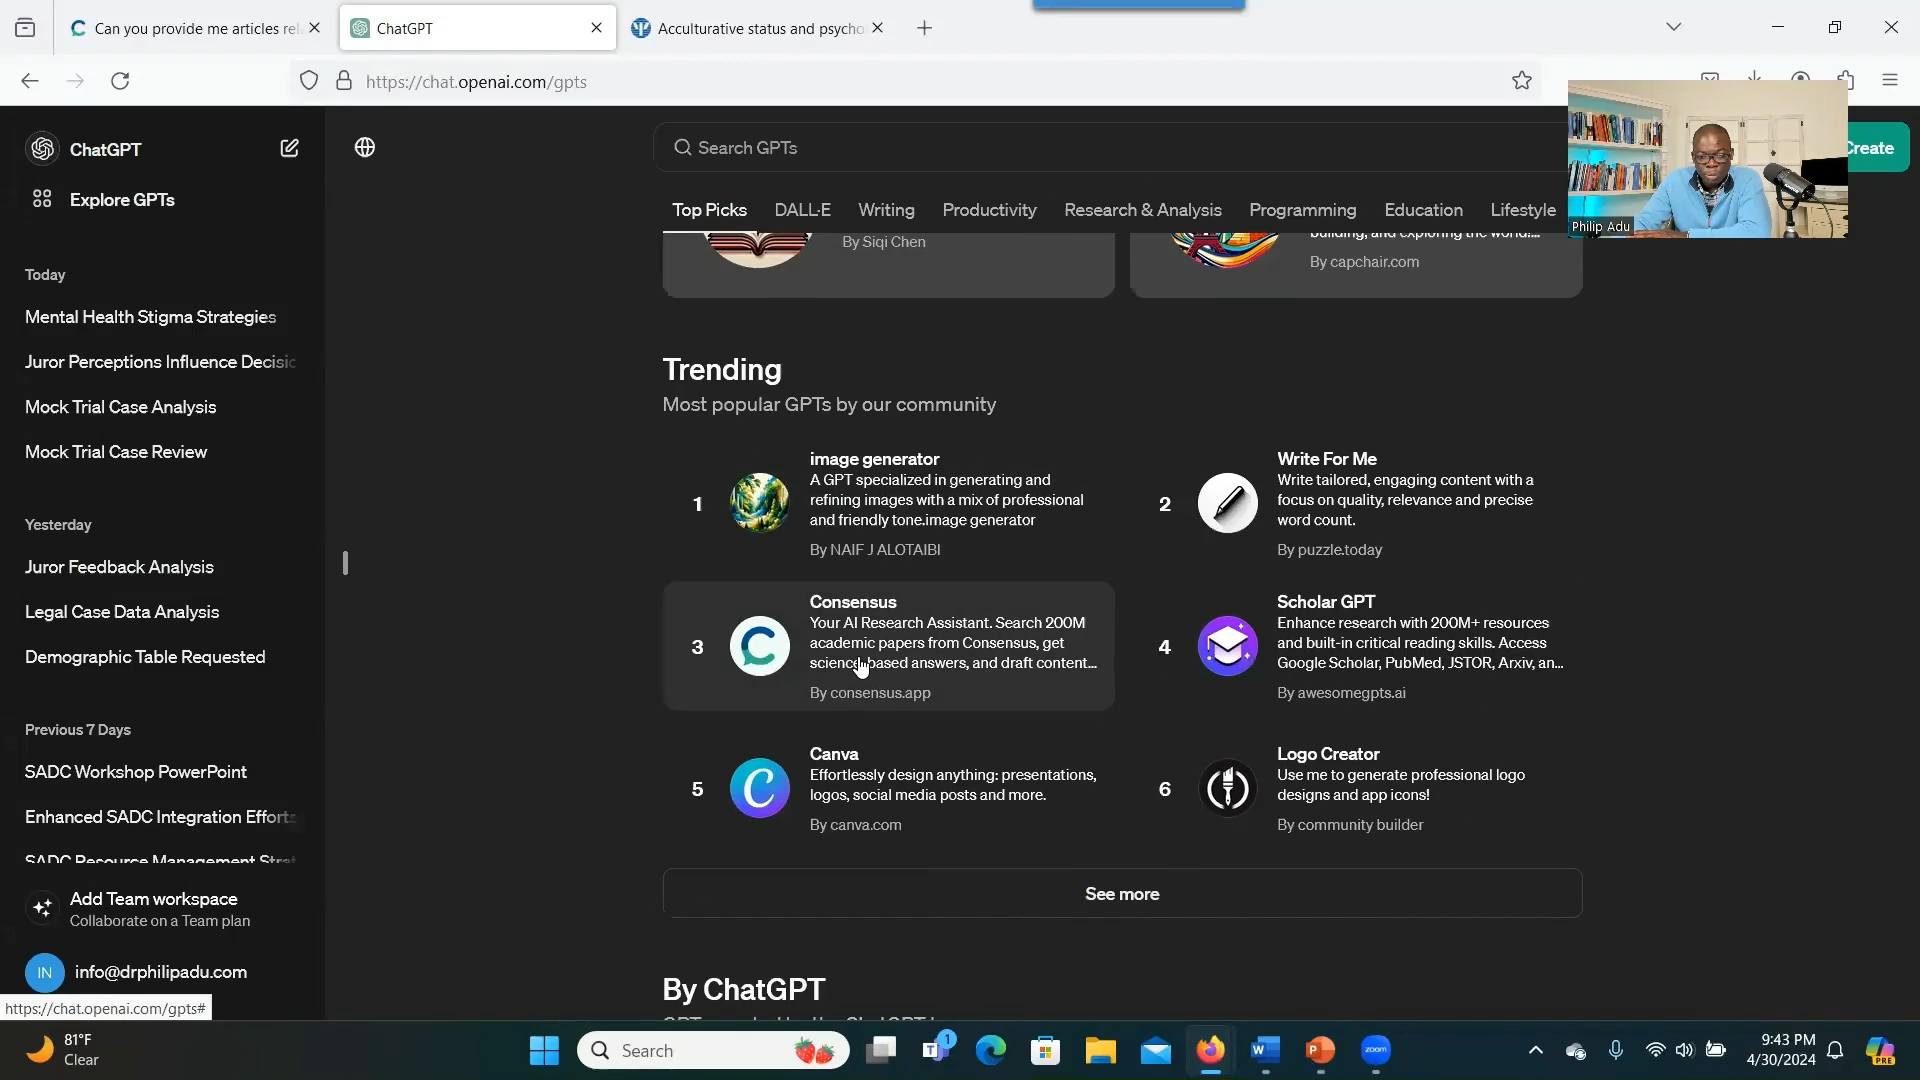 Can you provide me articles rel
ChatGPT
Acculturative status and psycho
https://chat.openai.com/gpts
ChatGPT
Explore GPTs
Today
Mental Health Stigma Strategies
Juror Perceptions Influence Decisic
Mock Trial Case Analysis
Mock Trial Case Review
Yesterday
Juror Feedback Analysis
Legal Case Data Analysis
Demographic Table Requested
Previous 7 Days
SADC Workshop PowerPoint
Enhanced SADC Integration Efforts
SADC Resource Management Strat
Add Team workspace
Collaborate on a Team plan
IN
info@drphilipadu.com
https://chat.openai.com/gpts#
Search GPTs
Create
Philip Adu
Top Picks
DALL·E
Writing
Productivity
Research & Analysis
Programming
Education
Lifestyle
By Siqi Chen
building, and exploring the world....
By capchair.com
Trending
Most popular GPTs by our community
1
image generator
A GPT specialized in generating and
refining images with a mix of professional
and friendly tone.image generator
By NAIF J ALOTAIBI
2
Write For Me
Write tailored, engaging content with a
focus on quality, relevance and precise
word count.
By puzzle.today
3
Consensus
Your AI Research Assistant. Search 200M
academic papers from Consensus, get
science-based answers, and draft content...
By consensus.app
4
Scholar GPT
Enhance research with 200M+ resources
and built-in critical reading skills. Access
Google Scholar, PubMed, JSTOR, Arxiv, an...
By awesomegpts.ai
5
Canva
Effortlessly design anything: presentations,
logos, social media posts and more.
By canva.com
6
Logo Creator
Use me to generate professional logo
designs and app icons!
By community builder
See more
By ChatGPT
81°F
Clear
Search
1
zoom
9:43 PM
4/30/2024
PRE